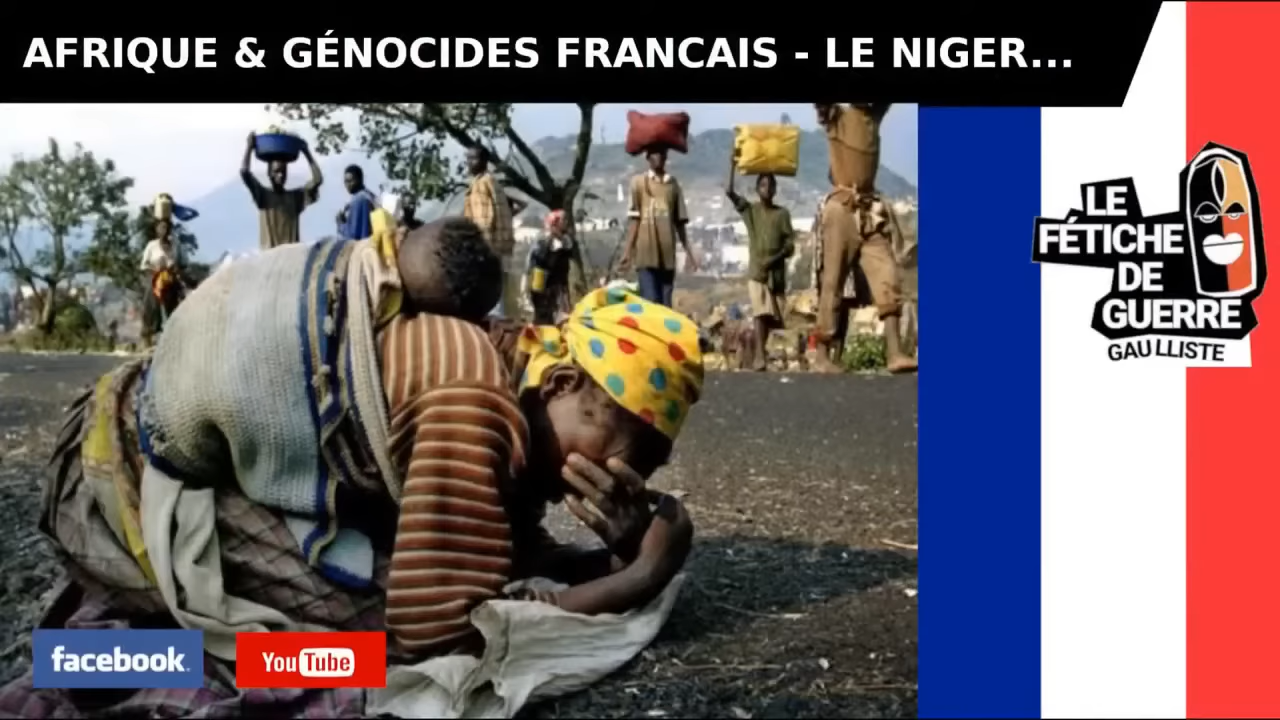 AFRIQUE & GÉNOCIDES FRANCAIS - LE NIGER...
LE
FÉTICHE
DE
GUERRE
GAULLISTE
facebook.
YouTube